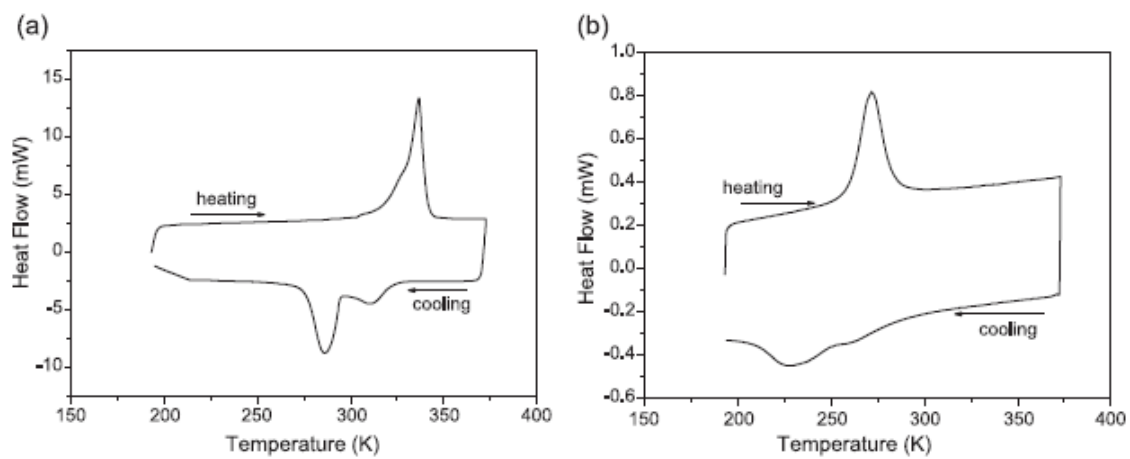 (a)
Heat Flow (mW)
15
10
5
0
-5
-10
heating
cooling
150 200 250 300 350 400
Temperature (K)
(b)
Heat Flow (mW)
1.0
0.8
0.6
0.4
0.2
0.0
-0.2
-0.4
-0.6
heating
cooling
150 200 250 300 350 400
Temperature (K)